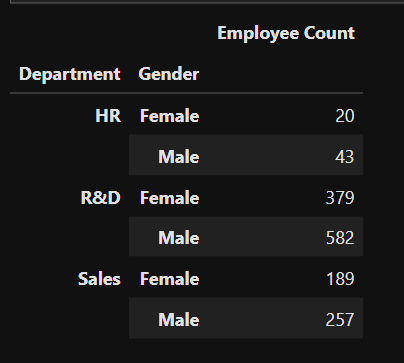 Employee Count
Department Gender
HR Female 20
Male 43
R&D Female 379
Male 582
Sales Female 189
Male 257